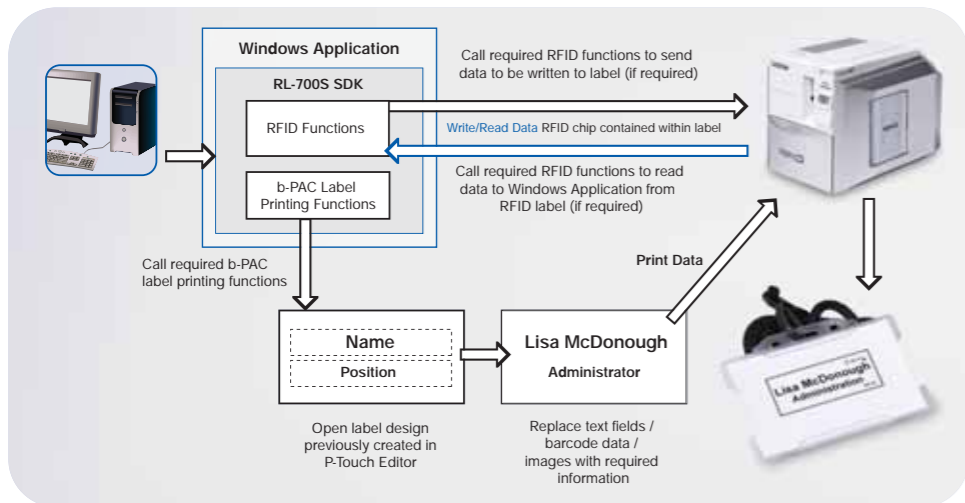 Windows Application
RL-700S SDK
RFID Functions
b-PAC Label
Printing Functions
Call required RFID functions to send
data to be written to label (if required)
Write/Read Data RFID chip contained within label
Call required RFID functions to read
data to Windows Application from
RFID label (if required)
Call required b-PAC
label printing functions
Print Data
Name
Position
Lisa McDonough
Administrator
Open label design
previously created in
P-Touch Editor
Replace text fields /
barcode data /
images with required
information
Lisa McDonough
Administration